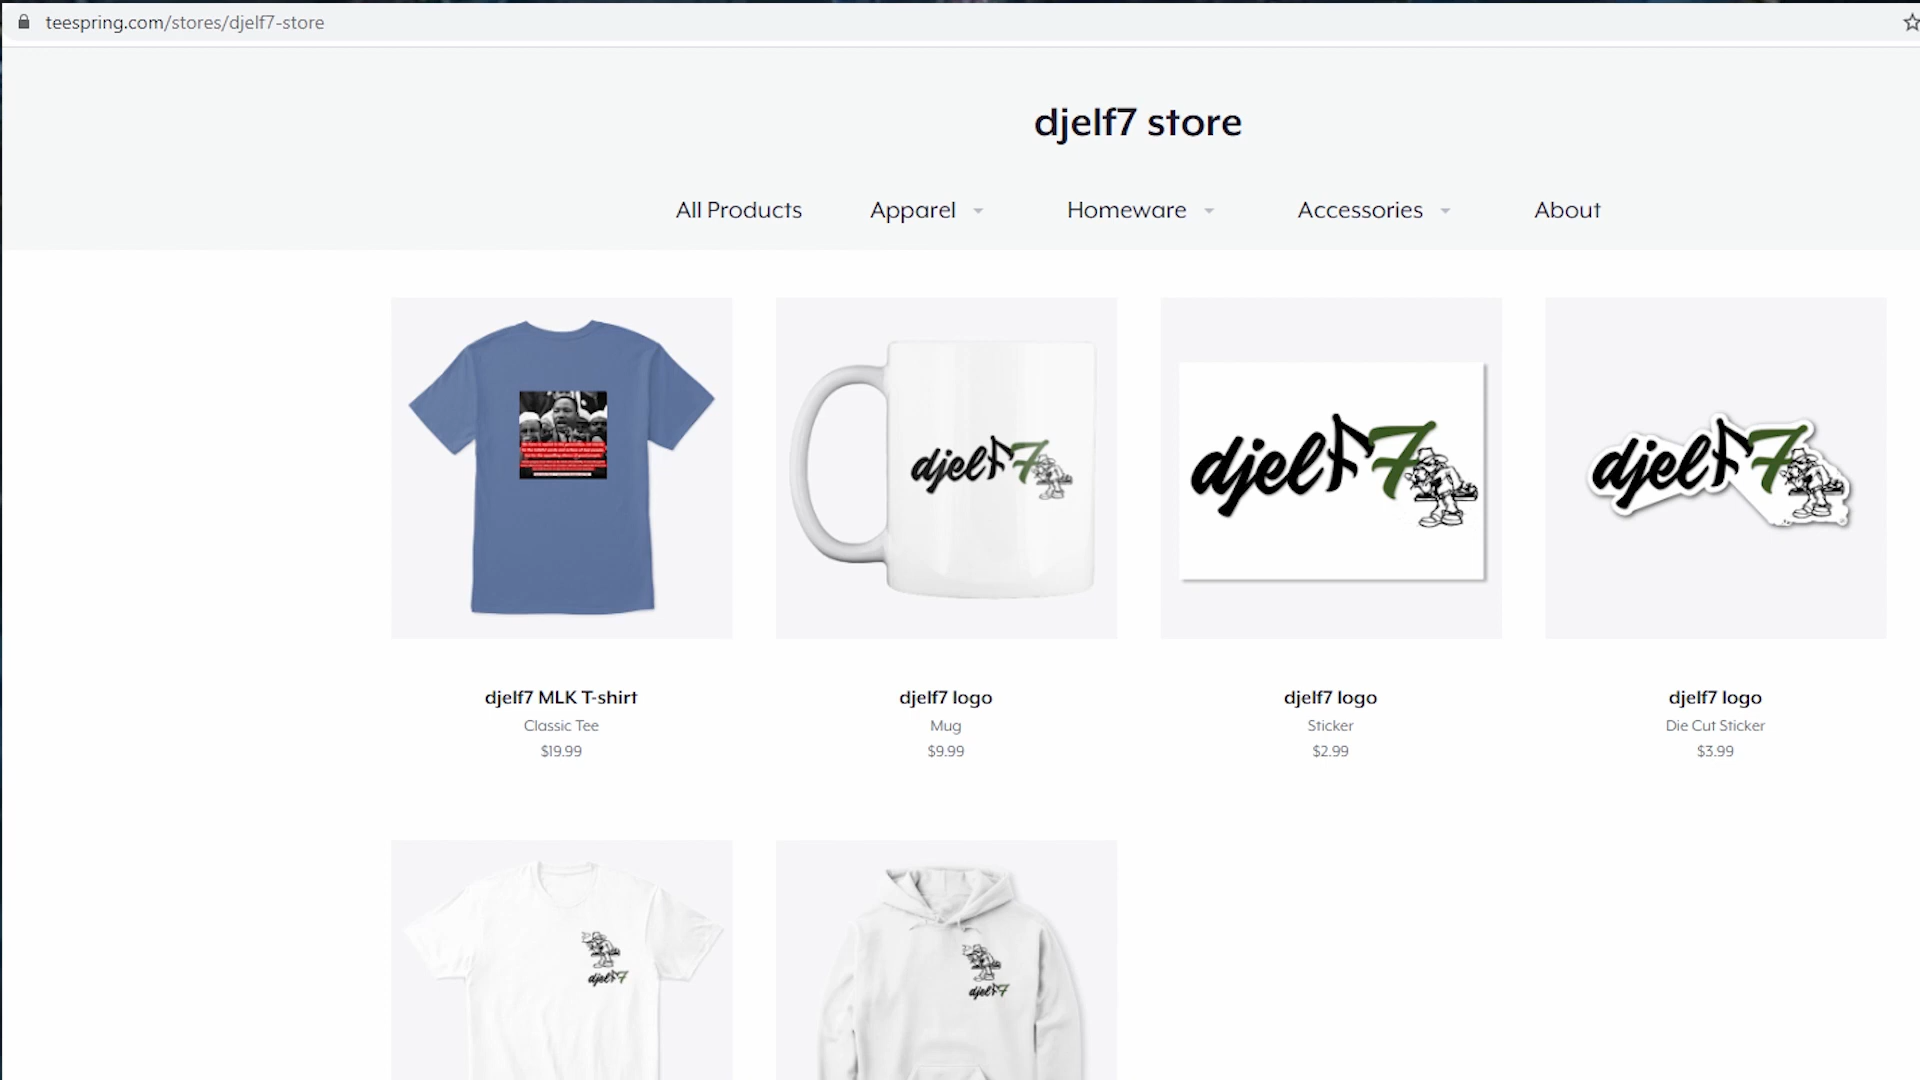 teespring.com/stores/djelf7-store
djelf7 store
All Products Apparel Homeware Accessories About
djelf7
djelf7
djelf7
djelf7 MLK T-shirt
Classic Tee
$19.99
djelf7 logo
Mug
$9.99
djelf7 logo
Sticker
$2.99
djelf7 logo
Die Cut Sticker
$3.99
djelf7
djelf7